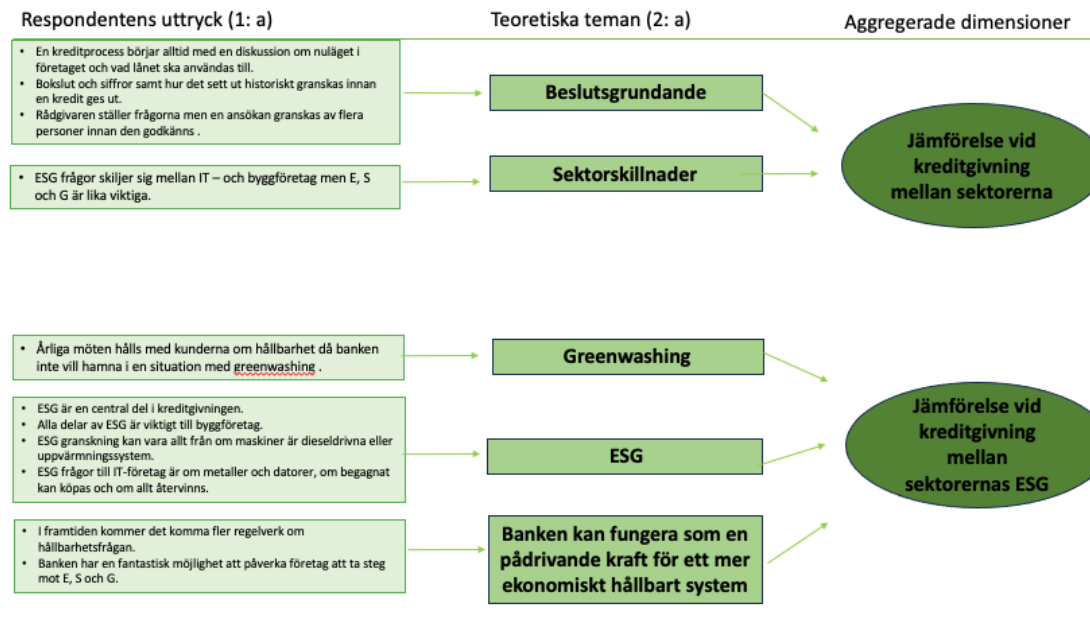 Respondentens uttryck (1: a)
Teoretiska teman (2: a)
Aggregerade dimensioner
• En kreditprocess börjar alltid med en diskussion om nuläget i
företaget och vad lånet ska användas till.
• Bokslut och siffror samt hur det sett ut historiskt granskas innan
en kredit ges ut.
• Rådgivaren ställer frågorna men en ansökan granskas av flera
personer innan den godkänns .
Beslutsgrundande
• ESG frågor skiljer sig mellan IT – och byggföretag men E, S
och G är lika viktiga.
Sektorskillnader
Jämförelse vid
kreditgivning
mellan sektorerna
• Årliga möten hålls med kunderna om hållbarhet då banken
inte vill hamna i en situation med greenwashing .
Greenwashing
• ESG är en central del i kreditgivningen.
• Alla delar av ESG är viktigt till byggföretag.
• ESG granskning kan vara allt från om maskiner är dieseldrivna eller
uppvärmningssystem.
• ESG frågor till IT-företag är om metaller och datorer, om begagnat
kan köpas och om allt återvinns.
ESG
• I framtiden kommer det komma fler regelverk om
hållbarhetsfrågan.
• Banken har en fantastisk möjlighet att påverka företag att ta steg
mot E, S och G.
Banken kan fungera som en
pådrivande kraft för ett mer
ekonomiskt hållbart system
Jämförelse vid
kreditgivning
mellan
sektorernas ESG